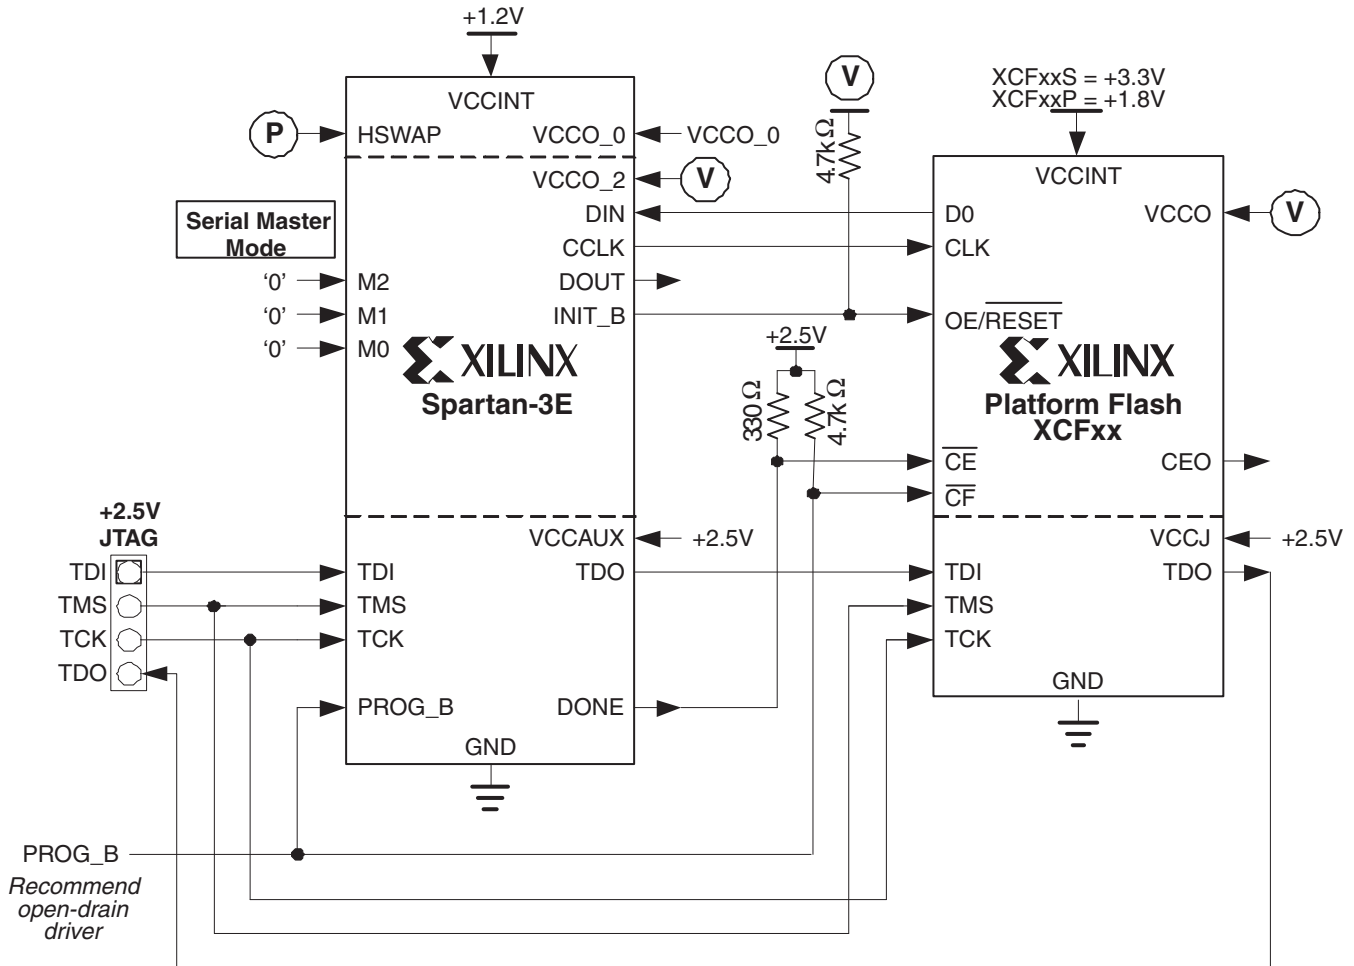 +1.2V
VCCINT
P
HSWAP
VCCO_0
VCCO_0
VCCO_2
V
Serial Master
Mode
DIN
CCLK
'0'
M2
DOUT
'0'
M1
INIT_B
'0'
M0
XILINX
Spartan-3E
V
4.7kΩ
XCFxxS = +3.3V
XCFxxP = +1.8V
VCCINT
D0
VCCO
V
CLK
OE/RESET
+2.5V
330Ω
4.7kΩ
XILINX
Platform Flash
XCFxx
CE
CEO
CF
+2.5V
JTAG
VCCAUX
+2.5V
VCCJ
+2.5V
TDI
TDI
TDO
TDI
TDO
TMS
TMS
TMS
TCK
TCK
TCK
TDO
GND
PROG_B
DONE
GND
PROG_B
Recommend
open-drain
driver